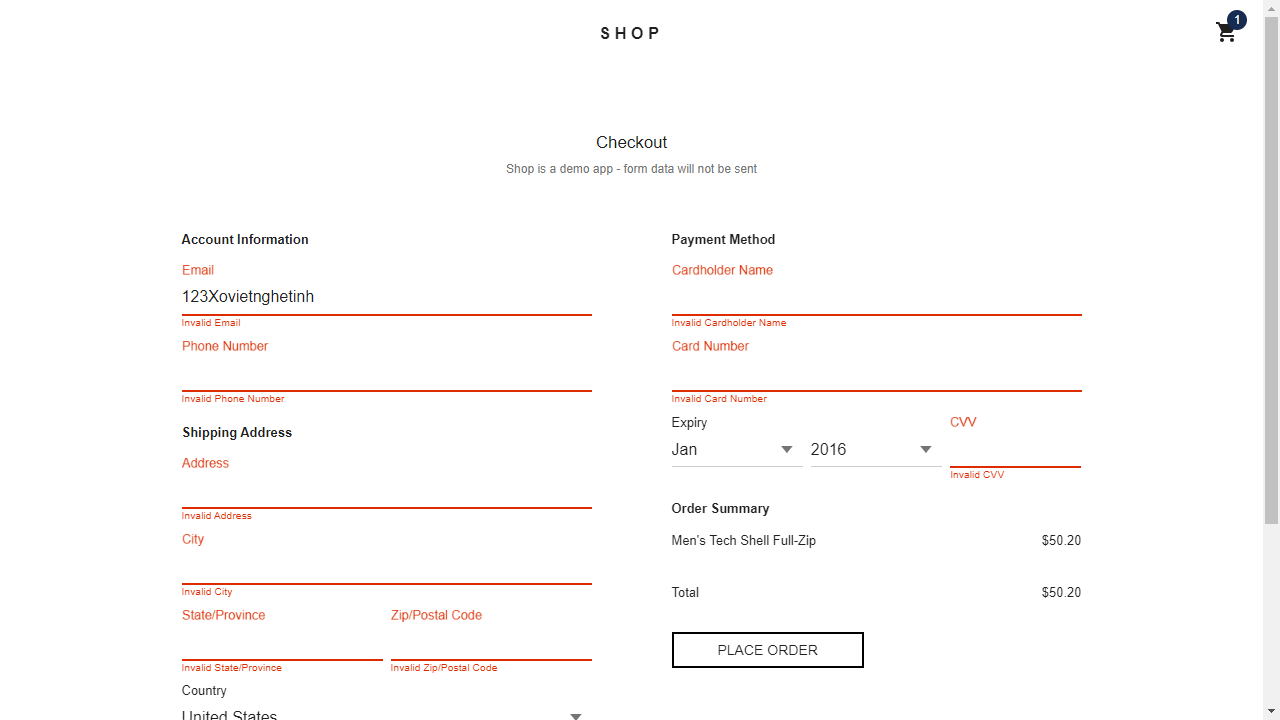 SHOP
1
Checkout
Shop is a demo app - form data will not be sent
Account Information
Email
123Xovietnghetinh
Invalid Email
Phone Number
Invalid Phone Number
Shipping Address
Address
Invalid Address
City
Invalid City
State/Province Zip/Postal Code
Invalid State/Province Invalid Zip/Postal Code
Country
United States
Payment Method
Cardholder Name
Invalid Cardholder Name
Card Number
Invalid Card Number
Expiry CVV
Jan 2016
Invalid CVV
Order Summary
Men's Tech Shell Full-Zip $50.20
Total $50.20
PLACE ORDER